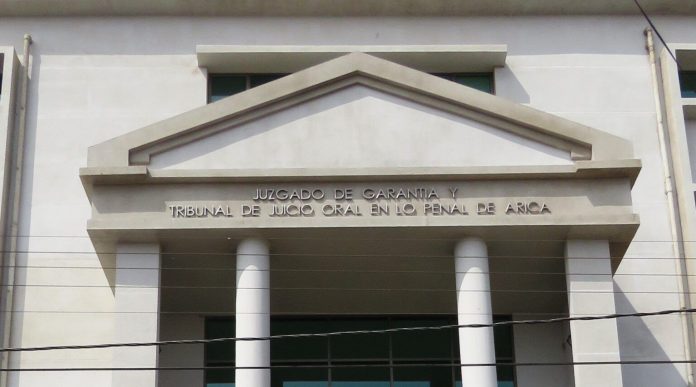 JUZGADO DE GARANTIA Y
TRIBUNAL DE JUICIO ORAL EN LO PENAL DE ARICA